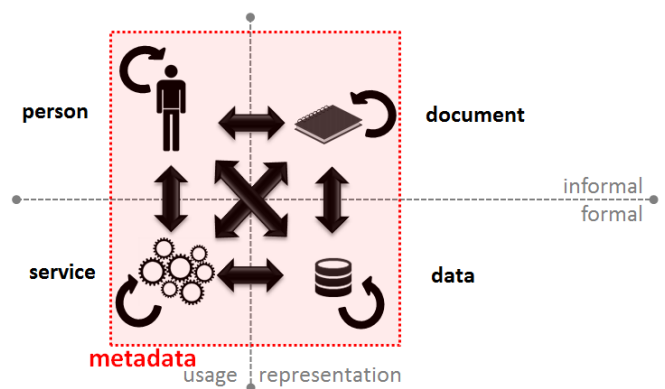 person
document
informal
formal
service
data
metadata
usage representation